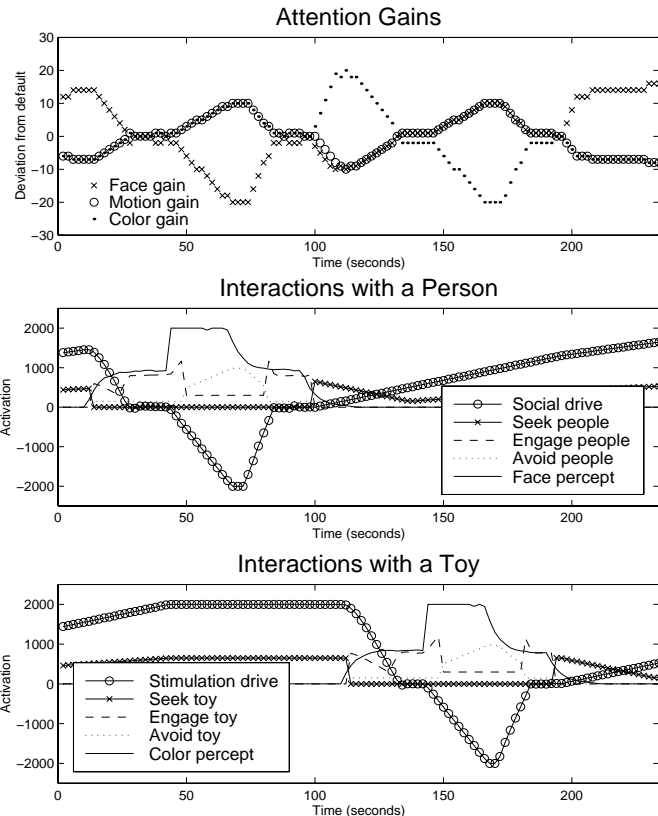 Attention Gains
30
20
10
0
−10
−20
−30
Deviation from default
Face gain
Motion gain
Color gain
0 50 100 150 200
Time (seconds)
Interactions with a Person
2000
1000
0
−1000
−2000
Activation
Social drive
Seek people
Engage people
Avoid people
Face percept
0 50 100 150 200
Time (seconds)
Interactions with a Toy
2000
1000
0
−1000
−2000
Activation
Stimulation drive
Seek toy
Engage toy
Avoid toy
Color percept
0 50 100 150 200
Time (seconds)